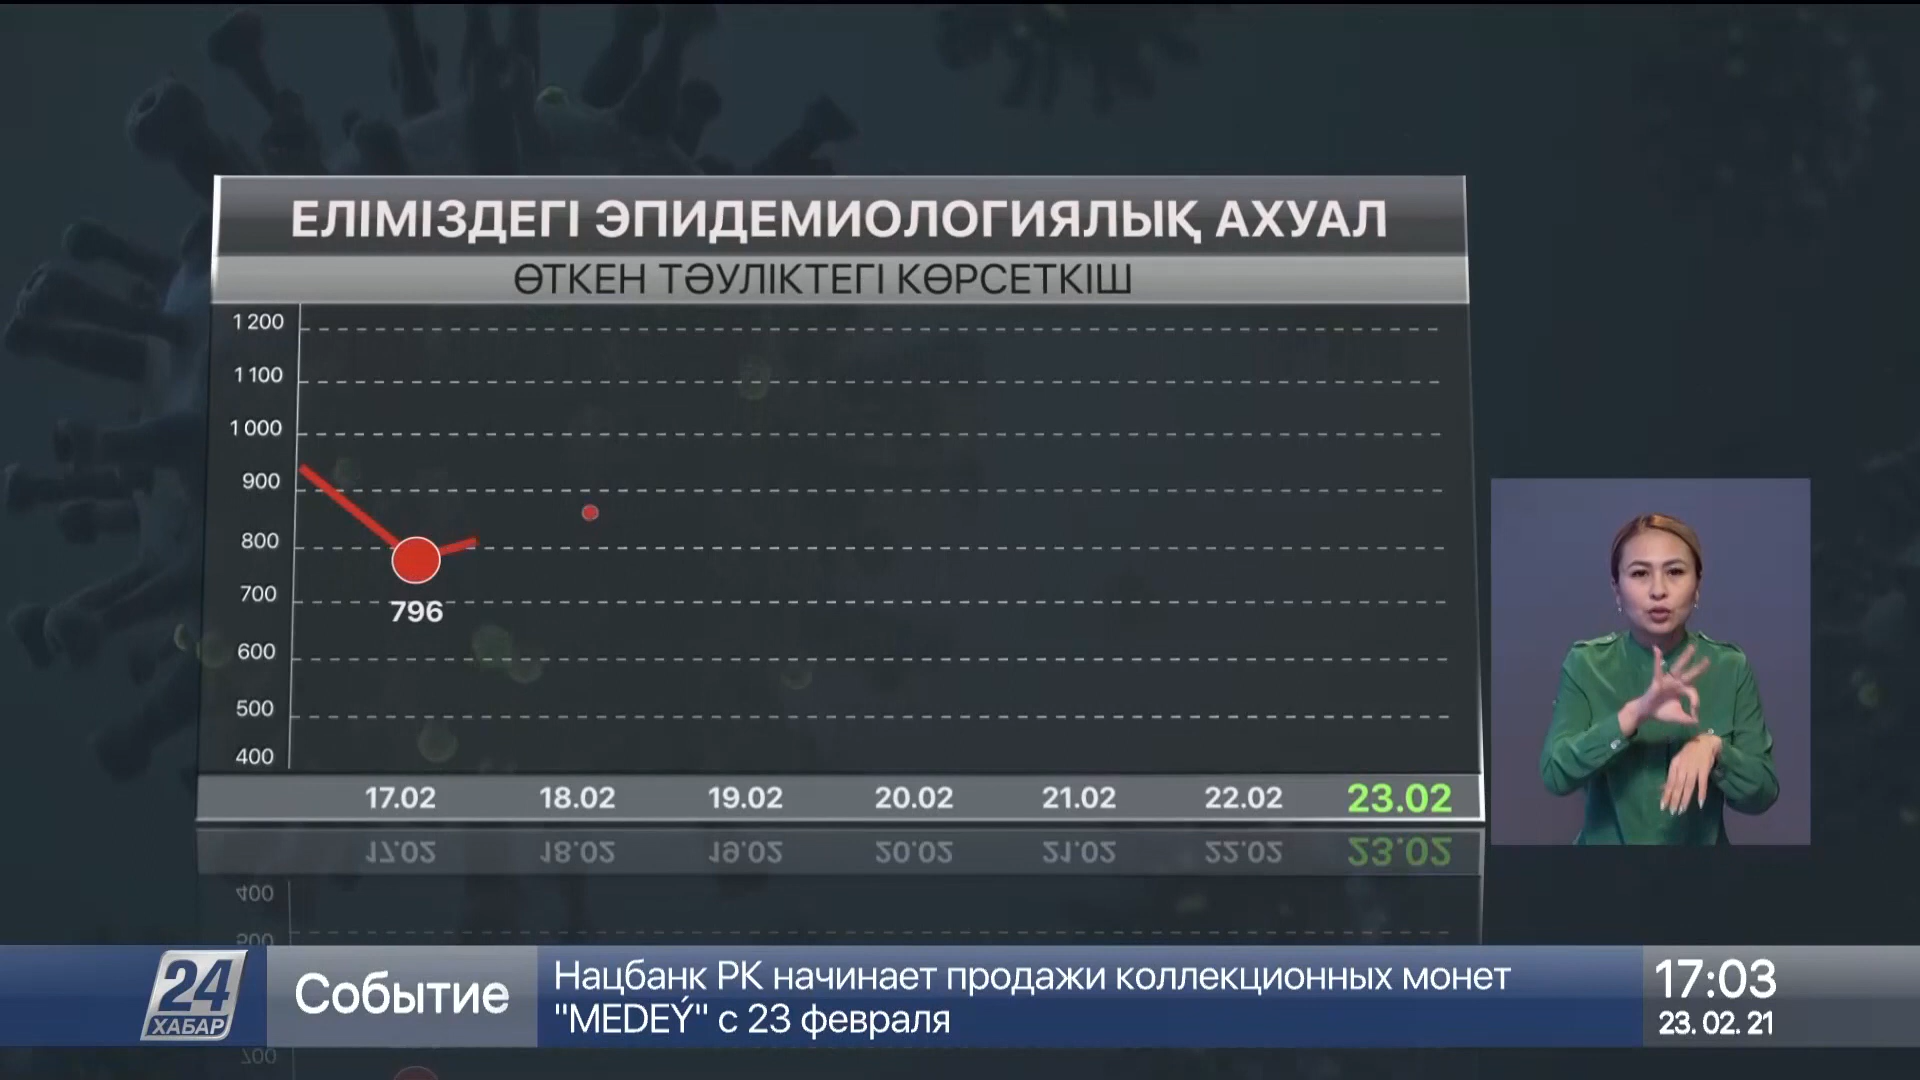 ЕЛІМІЗДЕГІ ЭПИДЕМИОЛОГИЯЛЫҚ АХУАЛ
ӨТКЕН ТӘУЛІКТЕГІ КӨРСЕТКІШ
1 200
1 100
1 000
900
800
700
600
500
400
796
17.02 18.02 19.02 20.02 21.02 22.02 23.02
24
ХАБАР
Событие
Нацбанк РК начинает продажи коллекционных монет
"MEDEÝ" с 23 февраля
17:03
23. 02. 21